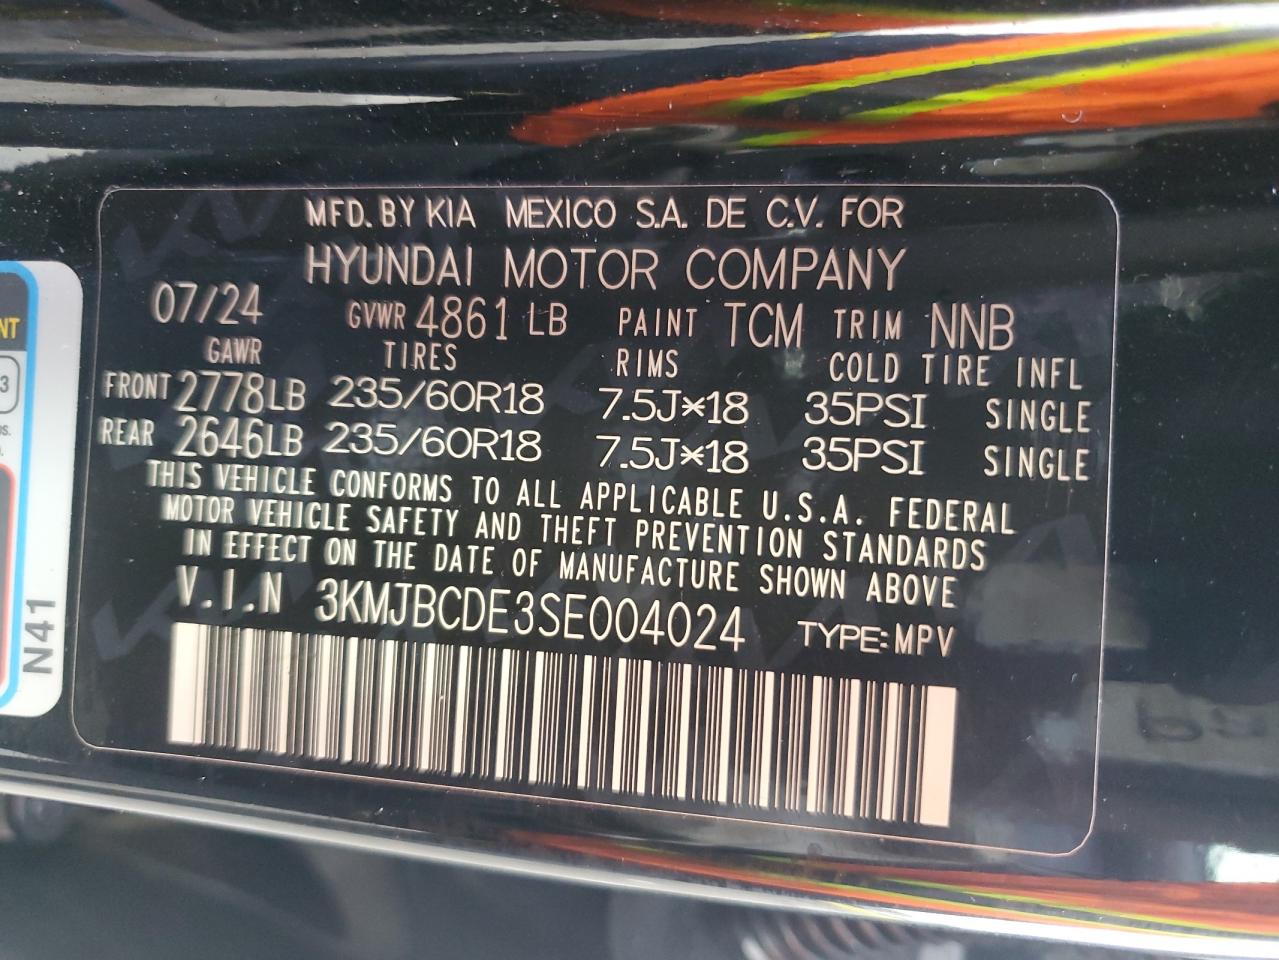 MFD. BY KIA MEXICO S.A. DE C.V. FOR
HYUNDAI MOTOR COMPANY
07/24 GVWR 4861 LB PAINT TCM TRIM NNB
GAWR TIRES RIMS COLD TIRE INFL
FRONT 2778LB 235/60R18 7.5J×18 35PSI SINGLE
REAR 2646LB 235/60R18 7.5J×18 35PSI SINGLE
THIS VEHICLE CONFORMS TO ALL APPLICABLE U.S.A. FEDERAL
MOTOR VEHICLE SAFETY AND THEFT PREVENTION STANDARDS
IN EFFECT ON THE DATE OF MANUFACTURE SHOWN ABOVE
V.I.N 3KMJBCDE3SE004024 TYPE:MPV
N41